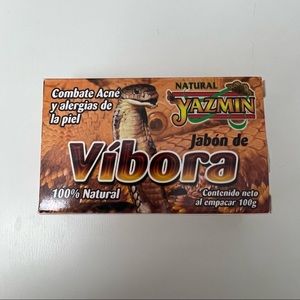 Combate Acné
y alergias de
la piel
NATURAL
YAZMIN
Jabón de
Víbora
100% Natural
Contenido neto
al empacar 100g